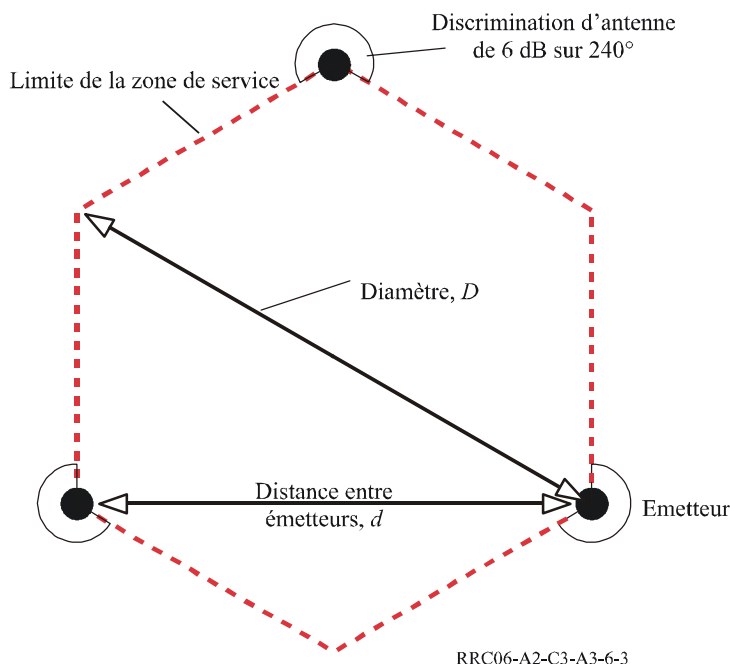 Discrimination d'antenne
de 6 dB sur 240°
Limite de la zone de service
Diamètre, D
Distance entre
émetteurs, d
Emetteur
RRC06-A2-C3-A3-6-3